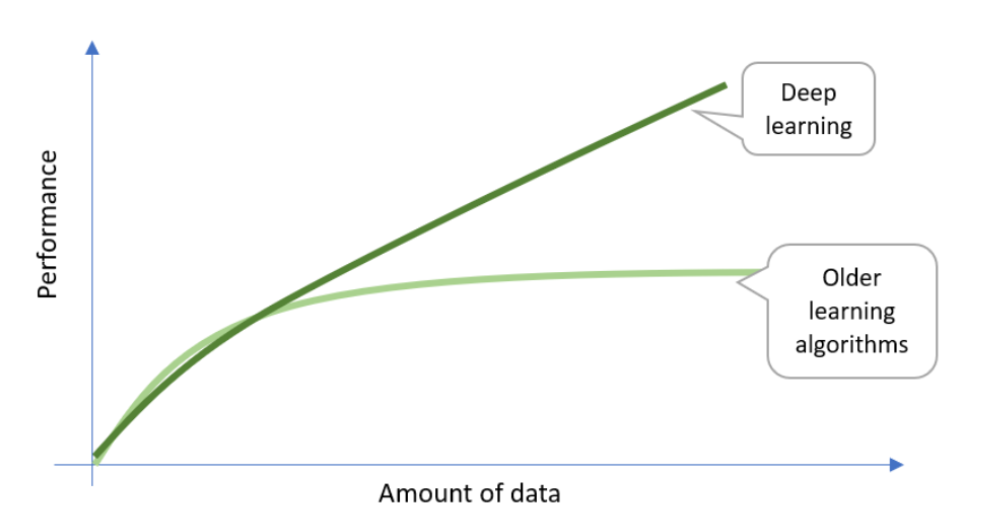 Deep
learning
Performance
Older
learning
algorithms
Amount of data